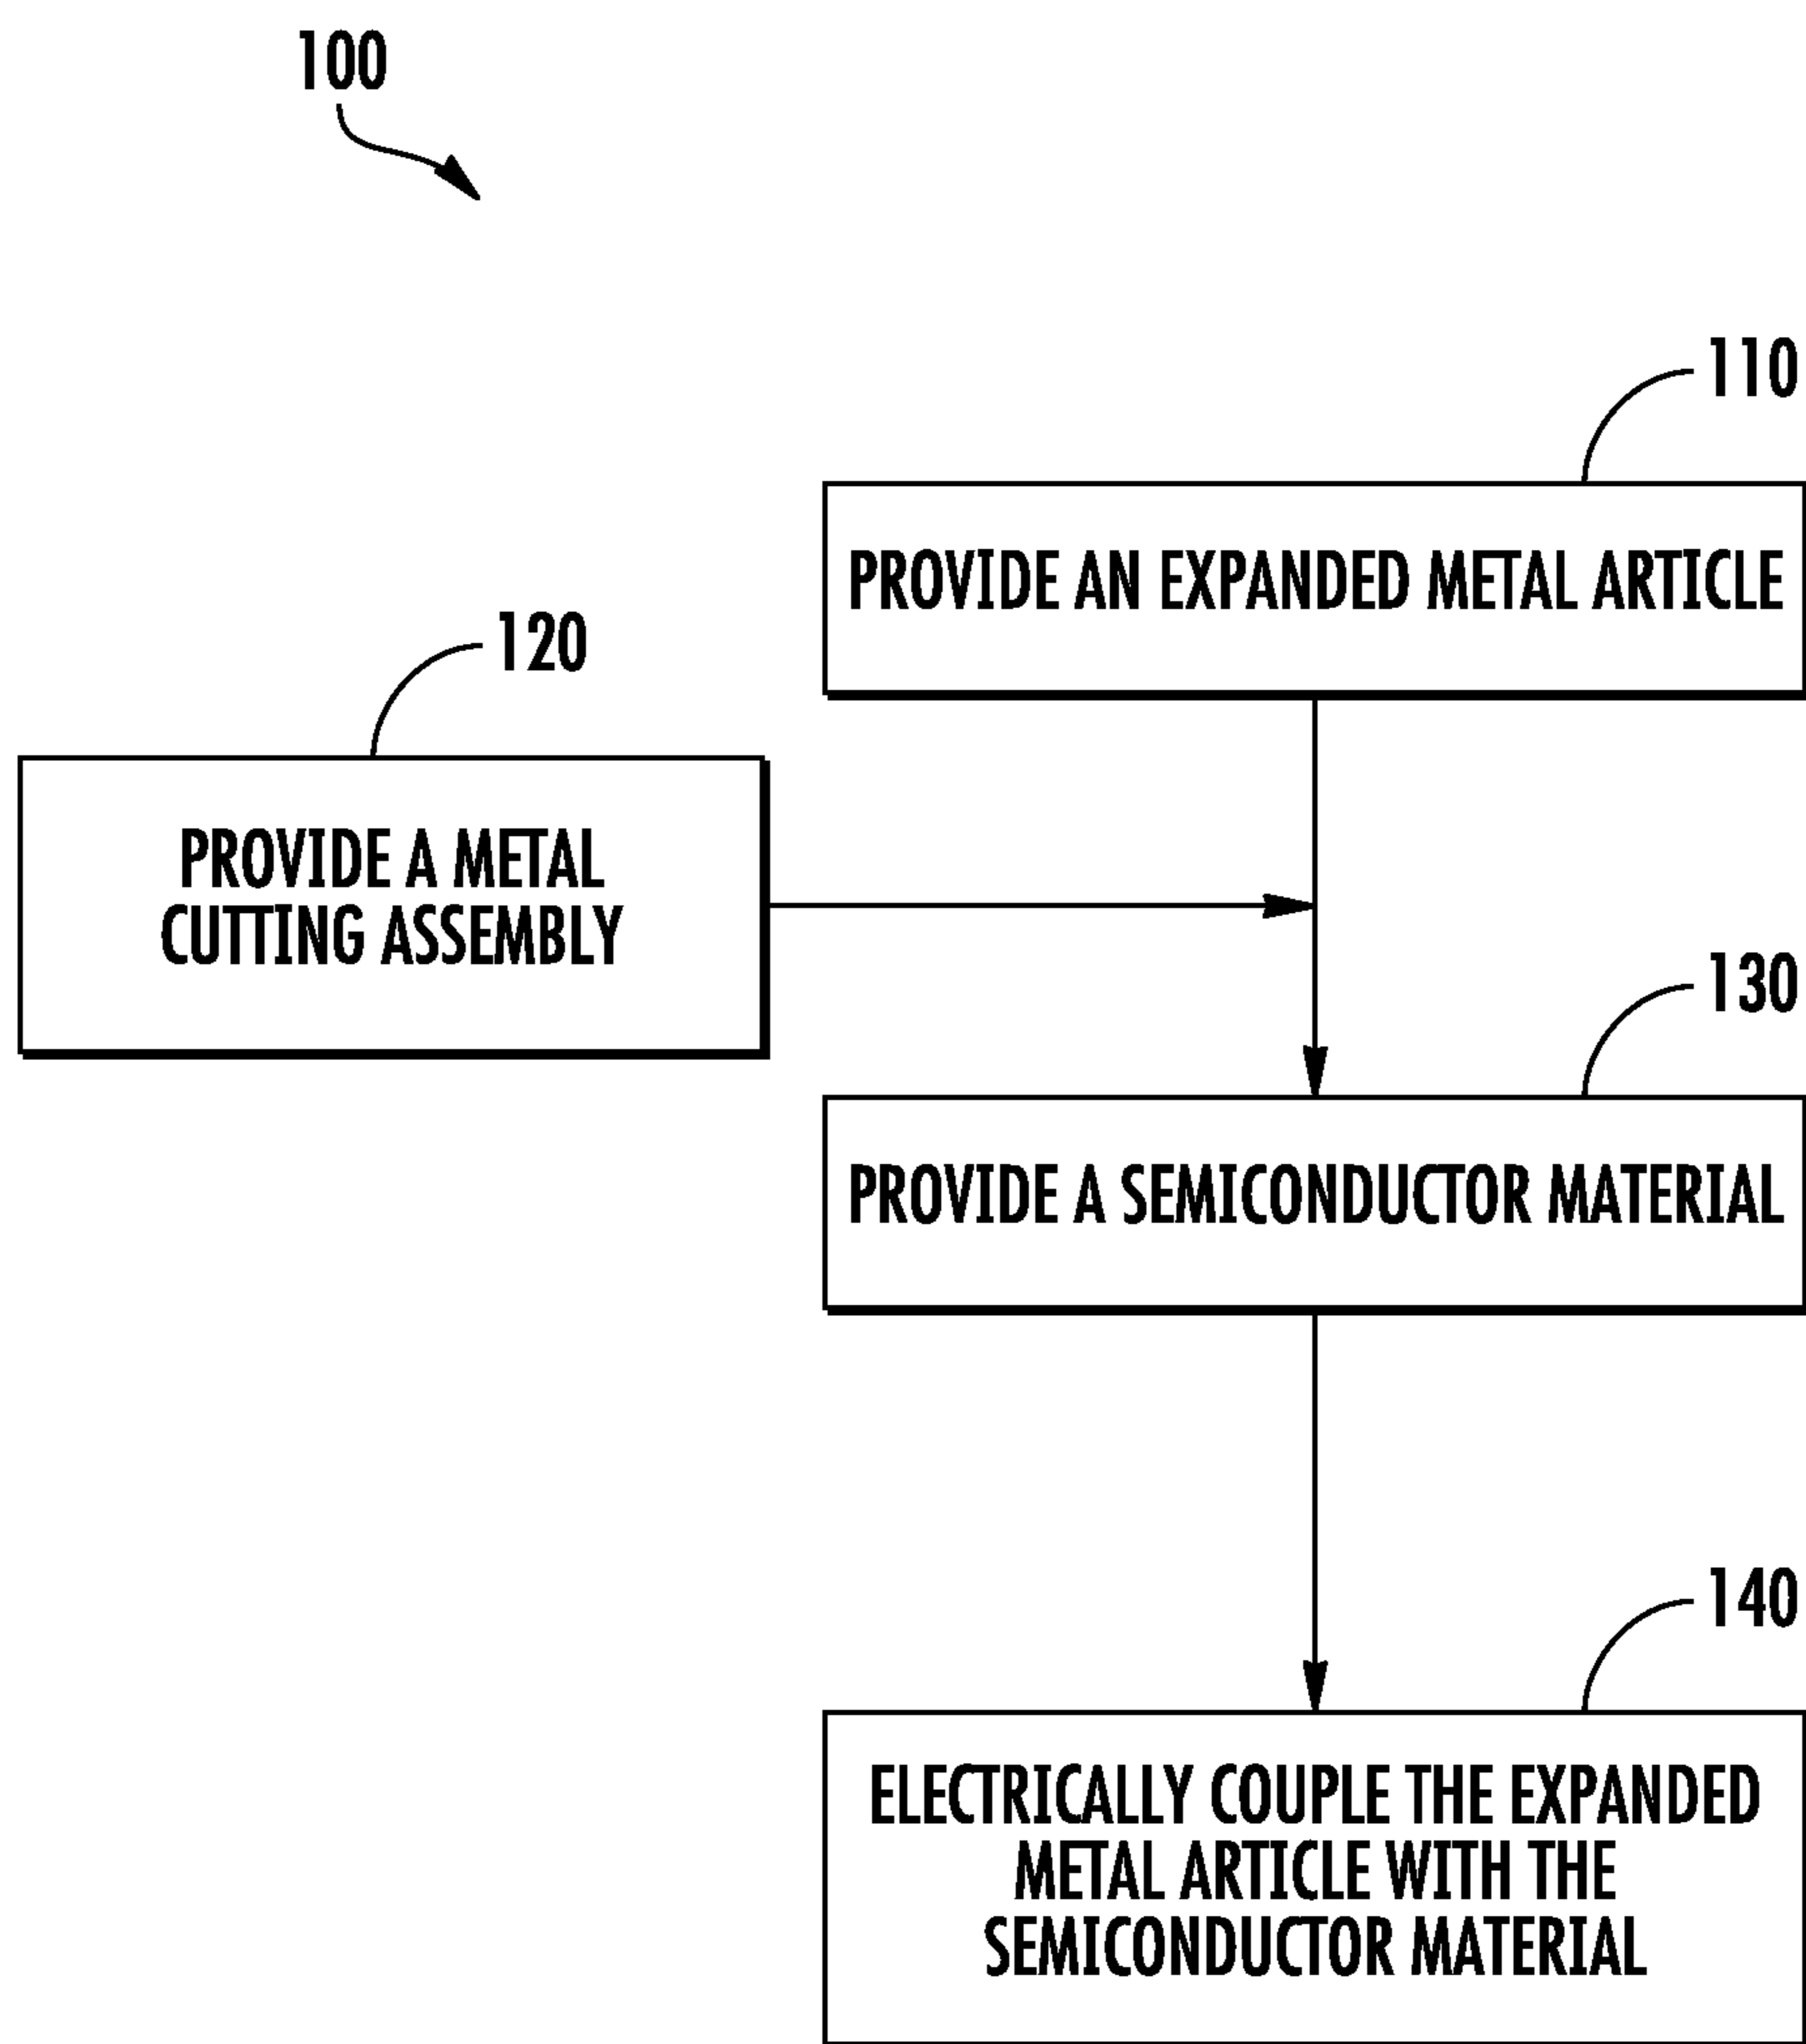 100
110
PROVIDE AN EXPANDED METAL ARTICLE
120
PROVIDE A METAL
CUTTING ASSEMBLY
130
PROVIDE A SEMICONDUCTOR MATERIAL
140
ELECTRICALLY COUPLE THE EXPANDED
METAL ARTICLE WITH THE
SEMICONDUCTOR MATERIAL